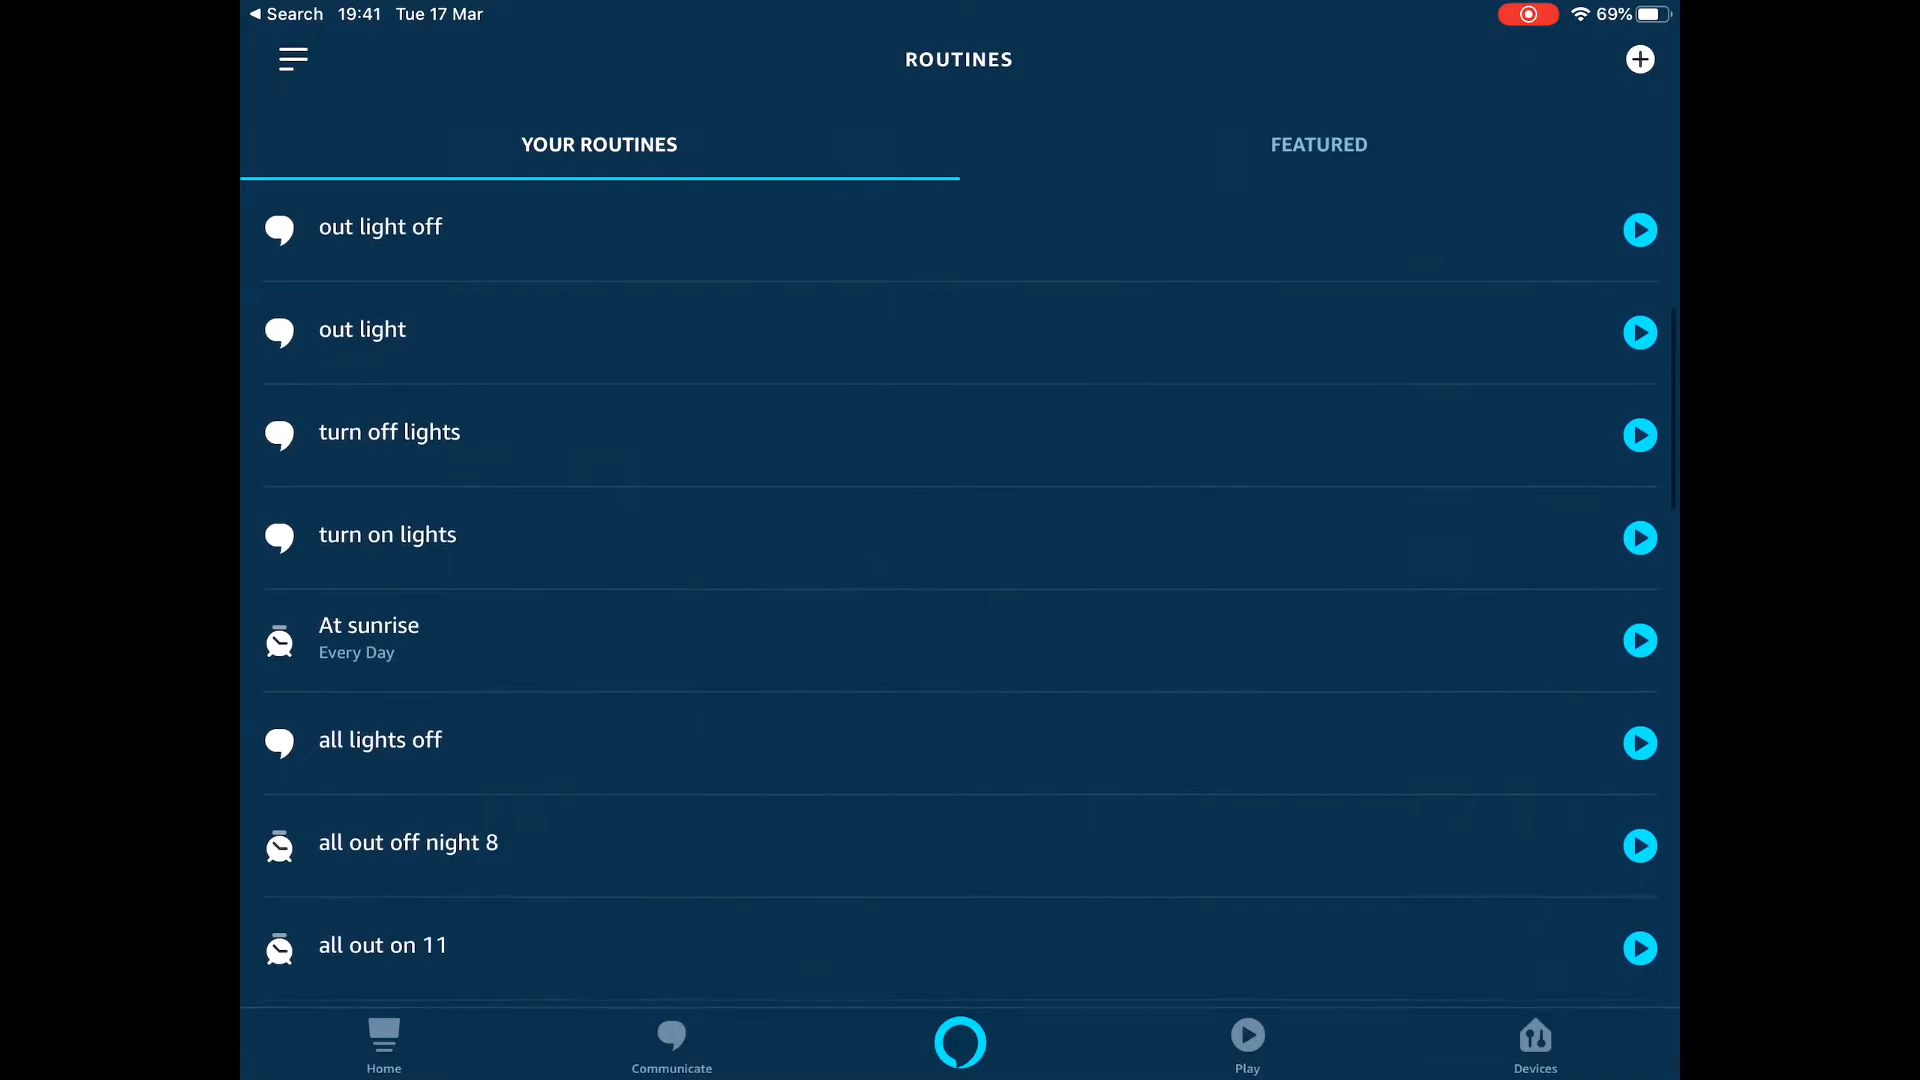 Search 19:41 Tue 17 Mar 69%
ROUTINES
YOUR ROUTINES FEATURED
out light off
out light
turn off lights
turn on lights
At sunrise
Every Day
all lights off
all out off night 8
all out on 11
Home Communicate Play Devices